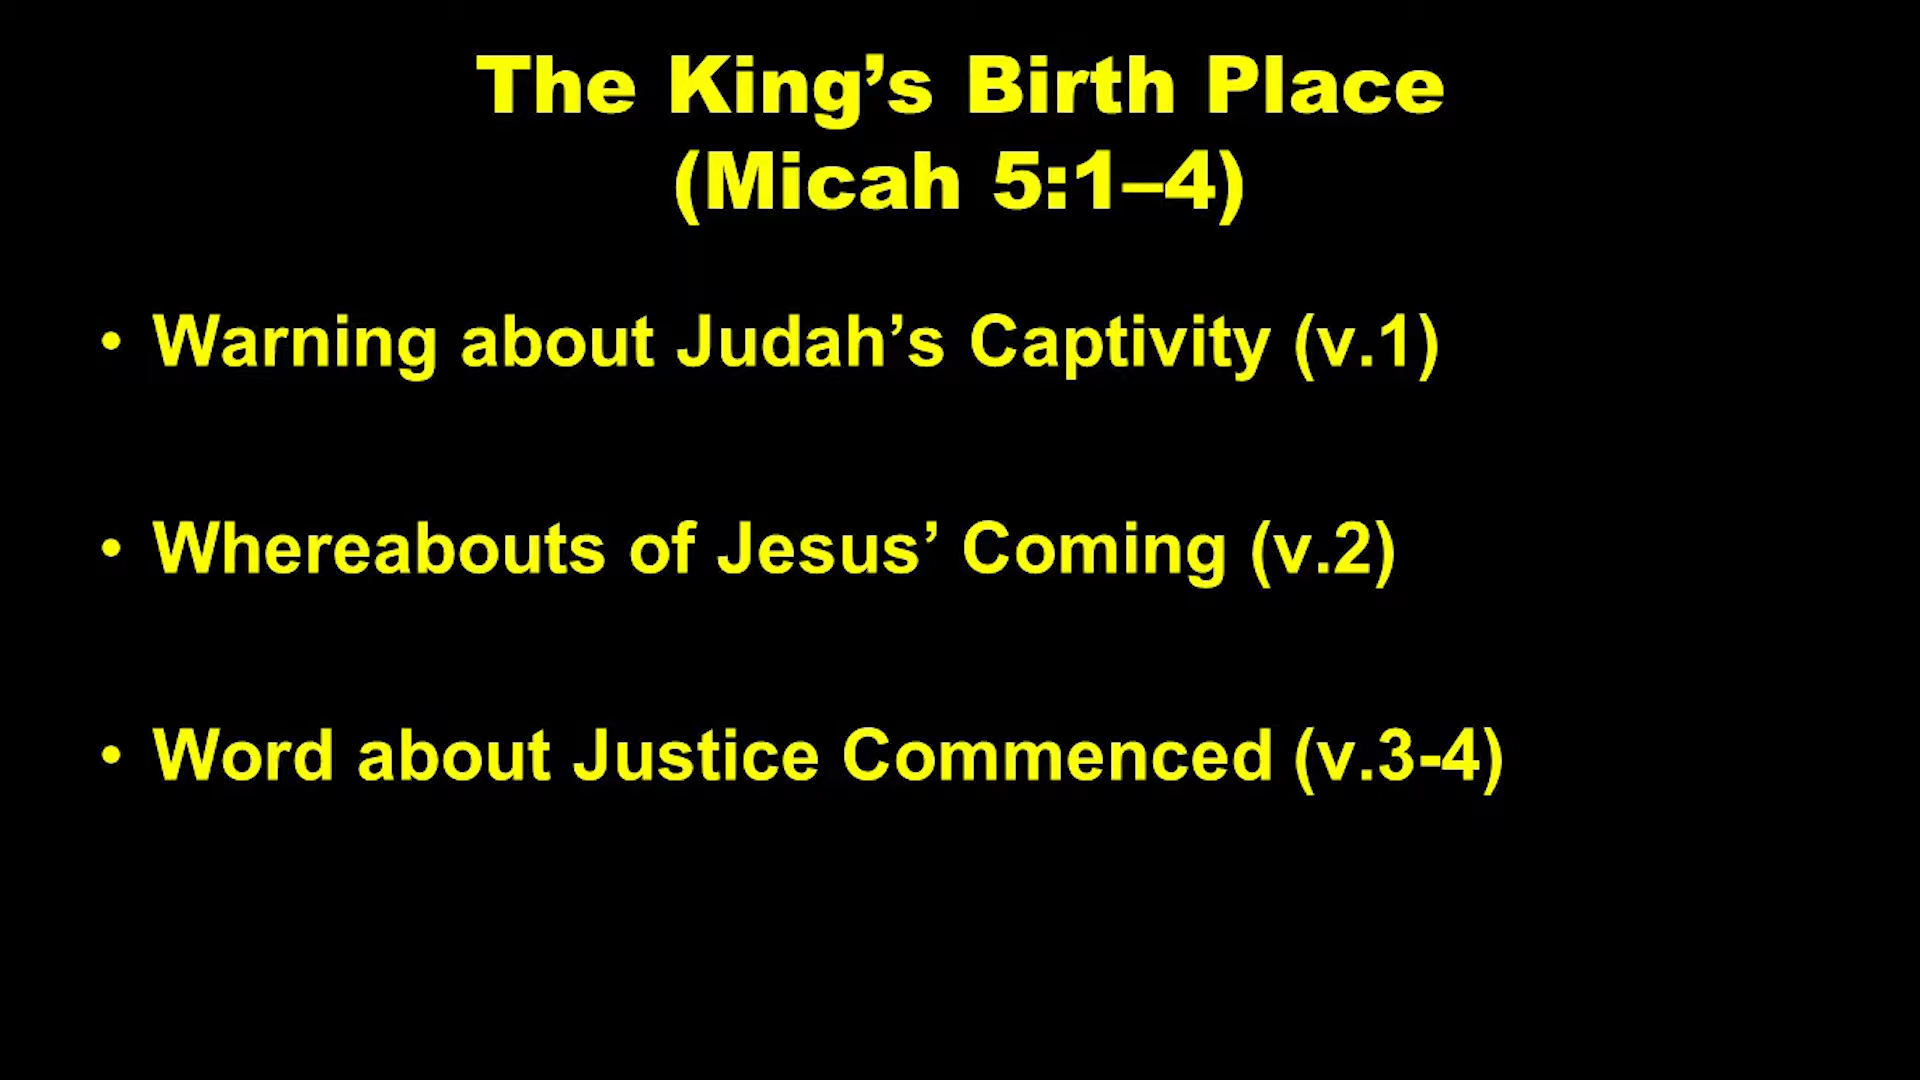 The King’s Birth Place
(Micah 5:1–4)
• Warning about Judah’s Captivity (v.1)
• Whereabouts of Jesus’ Coming (v.2)
• Word about Justice Commenced (v.3-4)